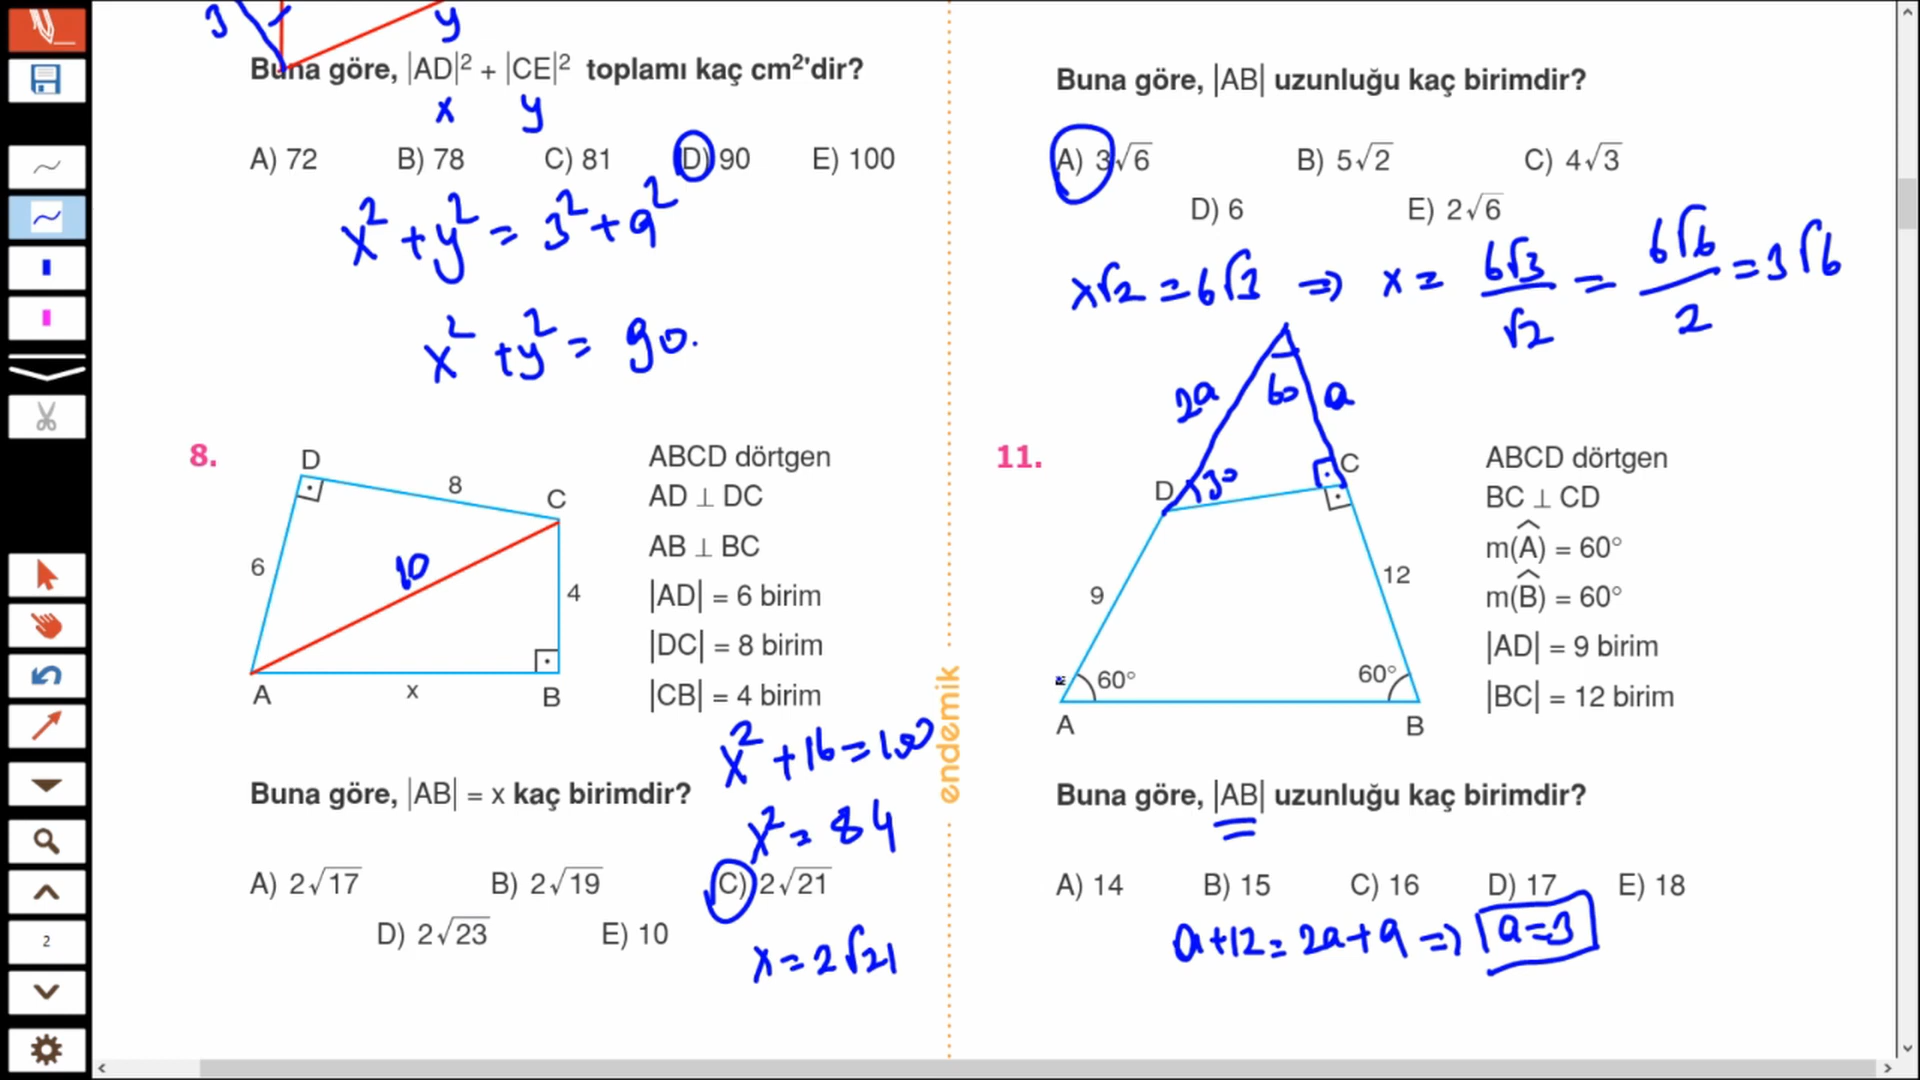 3
y
Buna göre, |AD|² + |CE|² toplamı kaç cm²'dir?
x y
A) 72 B) 78 C) 81 D) 90 E) 100
x² + y² = 3² + 9²
x² + y² = 90.
8.
D
8
C
6
10
4
A
x
B
ABCD dörtgen
AD ⊥ DC
AB ⊥ BC
|AD| = 6 birim
|DC| = 8 birim
|CB| = 4 birim
x² + 16 = 100
Buna göre, |AB| = x kaç birimdir?
x² = 84
A) 2√17 B) 2√19 C) 2√21
D) 2√23 E) 10
x = 2√21
endemik
Buna göre, |AB| uzunluğu kaç birimdir?
A) 3√6 B) 5√2 C) 4√3
D) 6 E) 2√6
x√2 = 6√3 ⇒ x = 6√3/√2 = 6√6/2 = 3√6
11.
2a
60
a
D
30
C
9
12
60°
60°
A
B
ABCD dörtgen
BC ⊥ CD
m(Â) = 60°
m(B̂) = 60°
|AD| = 9 birim
|BC| = 12 birim
Buna göre, |AB| uzunluğu kaç birimdir?
A) 14 B) 15 C) 16 D) 17 E) 18
a+12 = 2a+9 ⇒ a=3
2